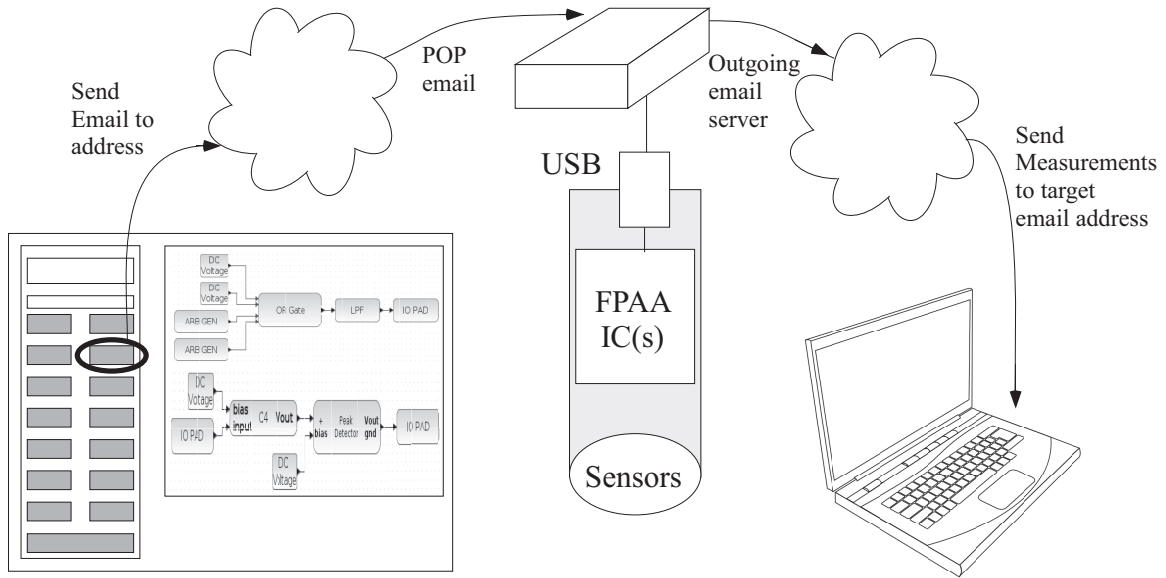 Send
Email to
address
POP
email
Outgoing
email
server
Send
Measurements
to target
email address
USB
FPAA
IC(s)
Sensors
DC
Voltage
DC
Voltage
ARB GEN
ARB GEN
OR Gate
LPF
IO PAD
DC
Votage
IO PAD
bias
input
C4
Vout
+
bias
Peak
Detector
Vout
gnd
IO PAD
DC
Voltage